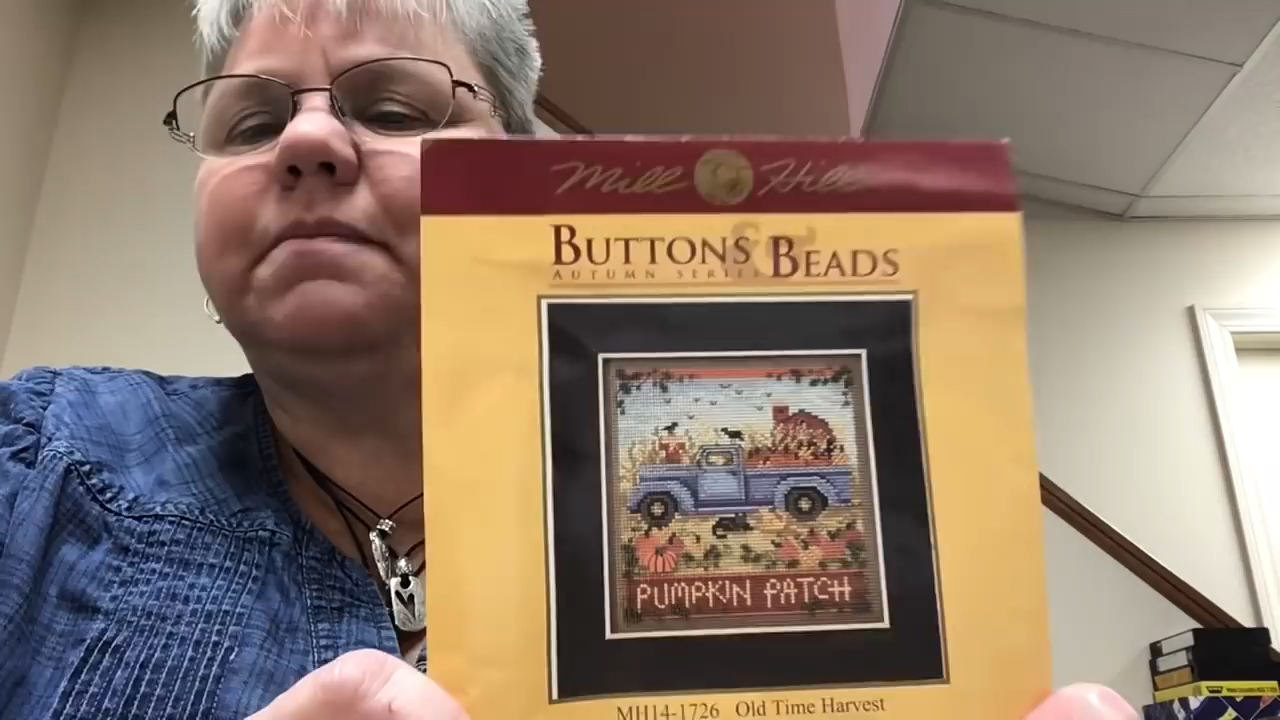 Mill Hill
BUTTONS & BEADS
AUTUMN SERIES
PUMPKIN PATCH
MH14-1726 Old Time Harvest